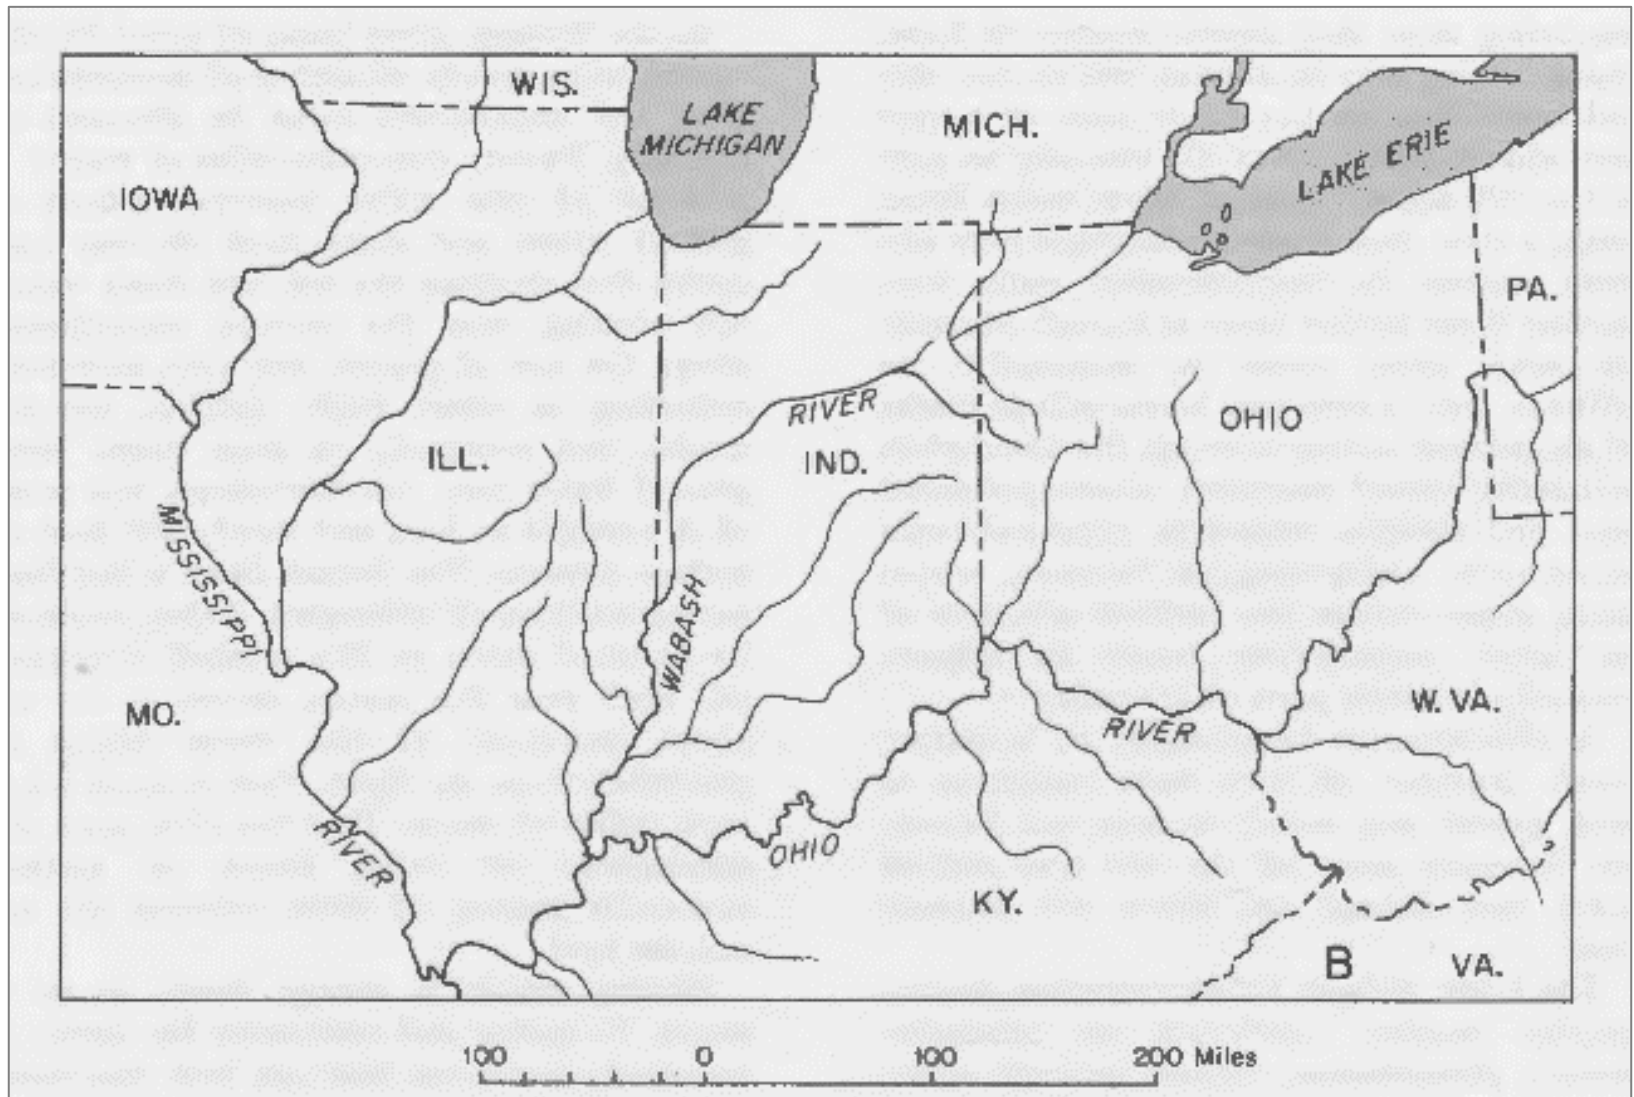 WIS.
LAKE
MICHIGAN
MICH.
LAKE ERIE
IOWA
PA.
RIVER
OHIO
ILL.
IND.
MISSISSIPPI
WABASH
MO.
W. VA.
RIVER
RIVER
OHIO
KY.
B
VA.
100 0 100 200 Miles